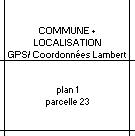 COMMUNE +
LOCALISATION
GPS/ Coordonnées Lambert
plan 1
parcelle 23